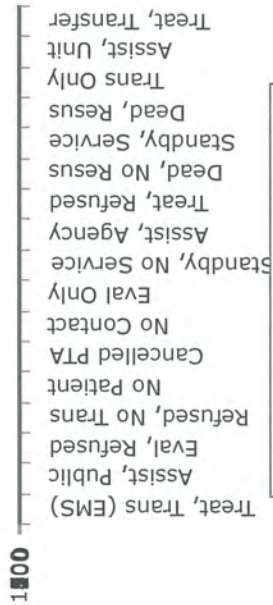 Treat, Trans (EMS)
Assist, Public
Eval, Refused
Refused, No Trans
No Patient
Cancelled PTA
No Contact
Eval Only
Standby, No Service
Assist, Agency
Treat, Refused
Dead, No Resus
Standby, Service
Dead, Resus
Trans Only
Assist, Unit
Treat, Transfer